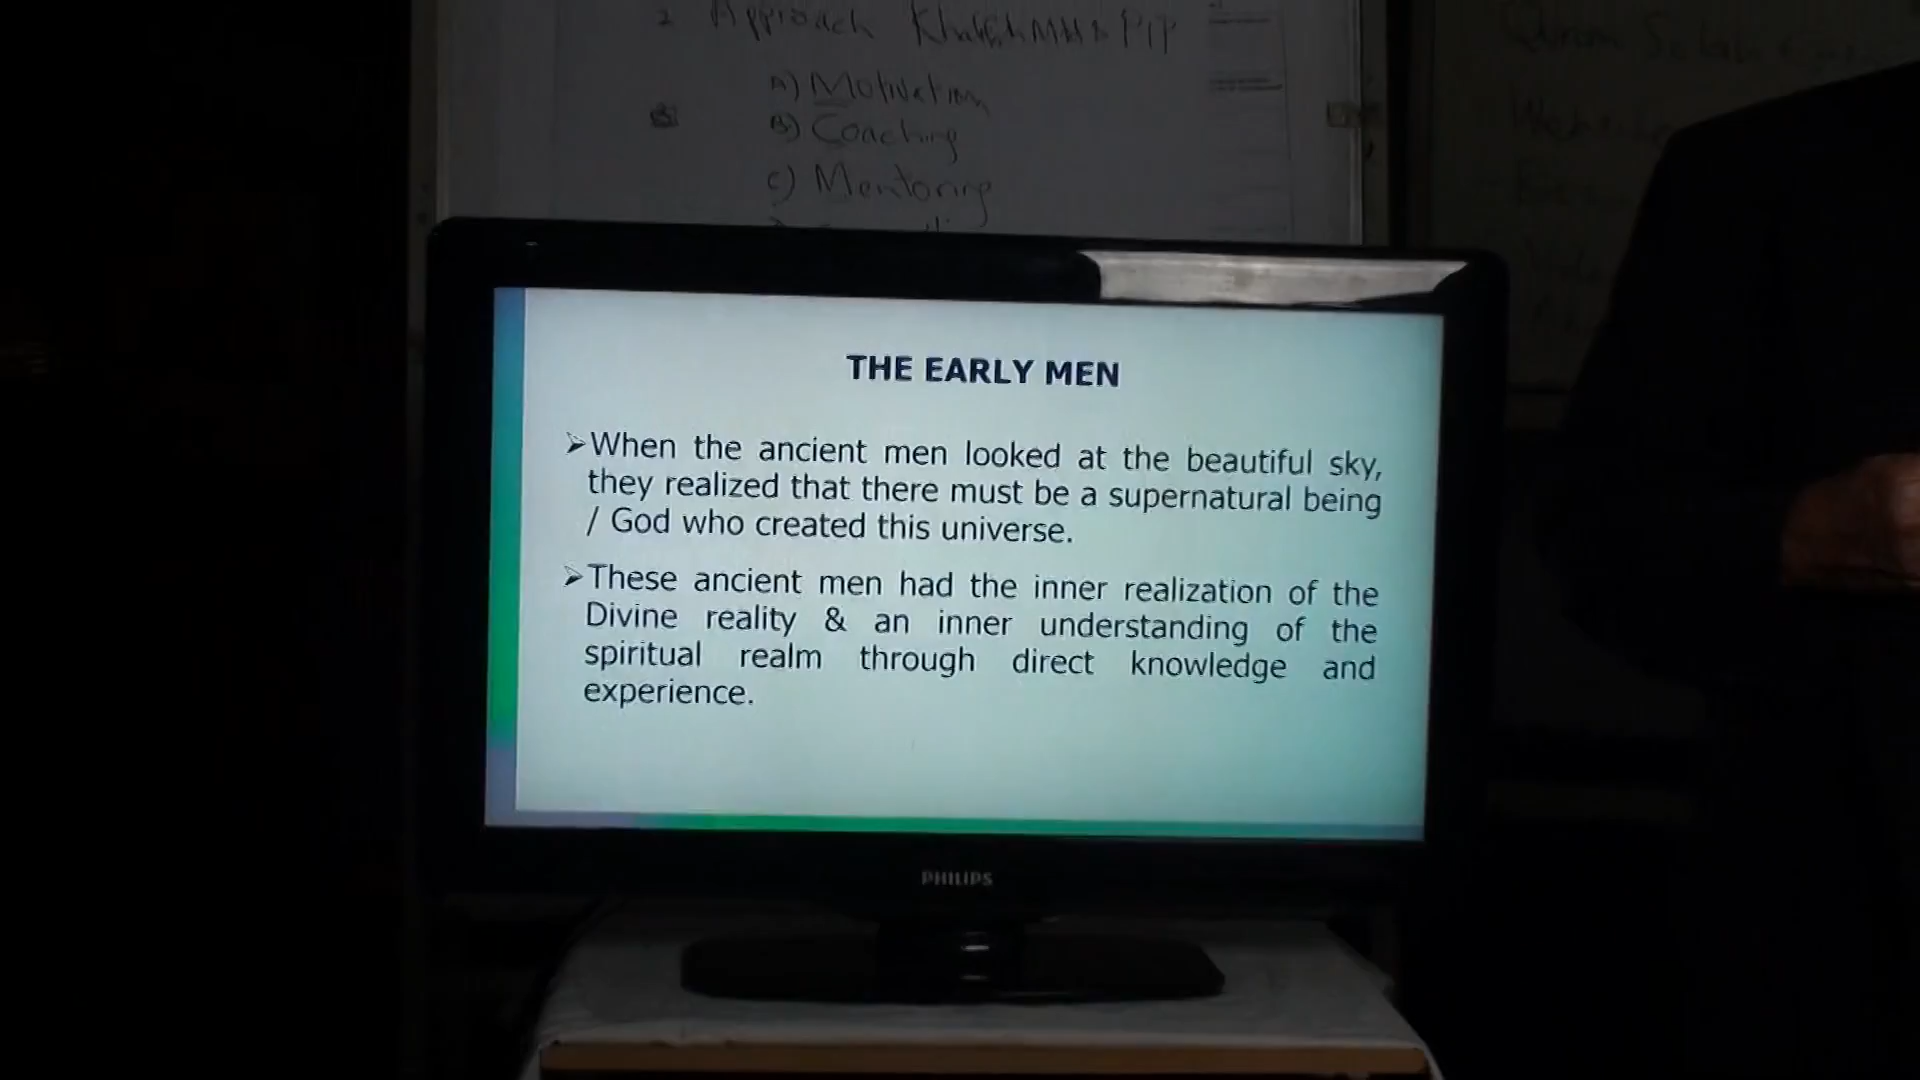 2 Approach
A) Motivation
B) Coaching
C) Mentoring
THE EARLY MEN
➢When the ancient men looked at the beautiful sky,
they realized that there must be a supernatural being
/ God who created this universe.
➢These ancient men had the inner realization of the
Divine reality & an inner understanding of the
spiritual realm through direct knowledge and
experience.
PHILIPS